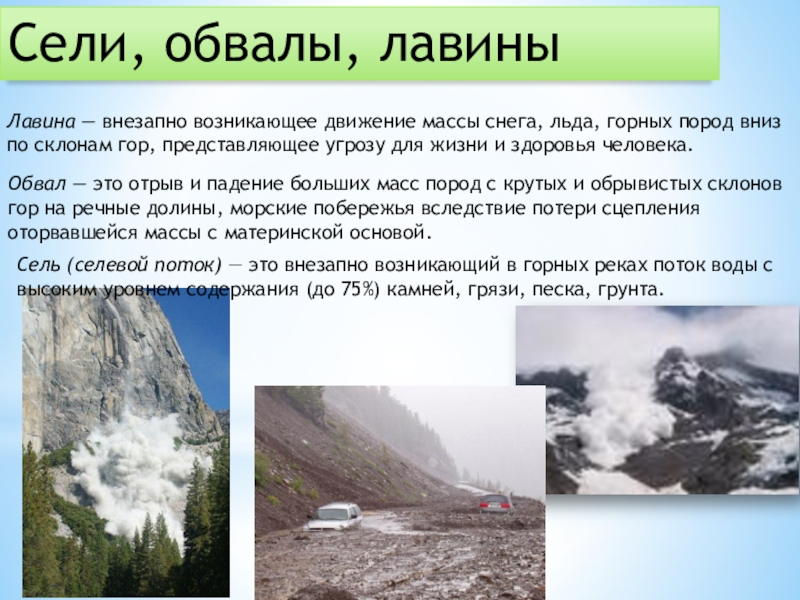 Сели, обвалы, лавины
Лавина — внезапно возникающее движение массы снега, льда, горных пород вниз
по склонам гор, представляющее угрозу для жизни и здоровья человека.
Обвал — это отрыв и падение больших масс пород с крутых и обрывистых склонов
гор на речные долины, морские побережья вследствие потери сцепления
оторвавшейся массы с материнской основой.
Сель (селевой поток) — это внезапно возникающий в горных реках поток воды с
высоким уровнем содержания (до 75%) камней, грязи, песка, грунта.